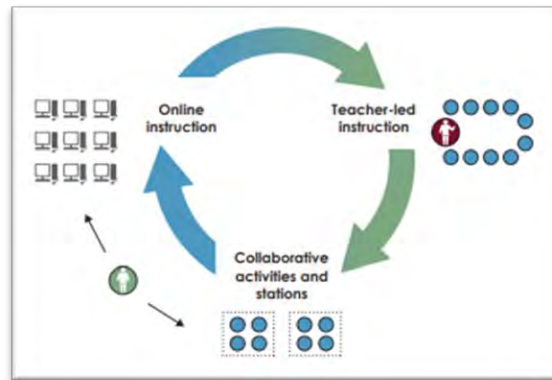 Online
instruction
Teacher-led
instruction
Collaborative
activities and
stations